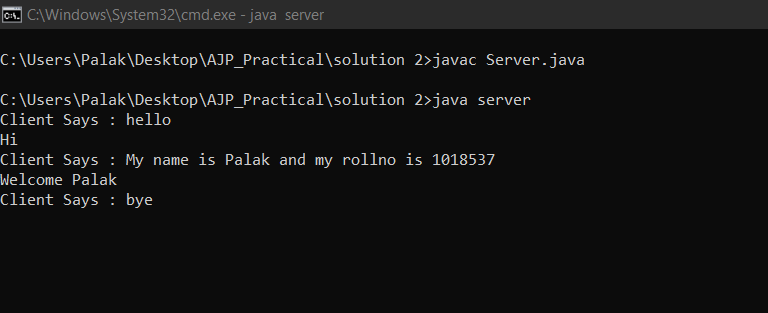 C:\Windows\System32\cmd.exe - java  server
C:\Users\Palak\Desktop\AJP_Practical\solution 2>javac Server.java
C:\Users\Palak\Desktop\AJP_Practical\solution 2>java server
Client Says : hello
Hi
Client Says : My name is Palak and my rollno is 1018537
Welcome Palak
Client Says : bye